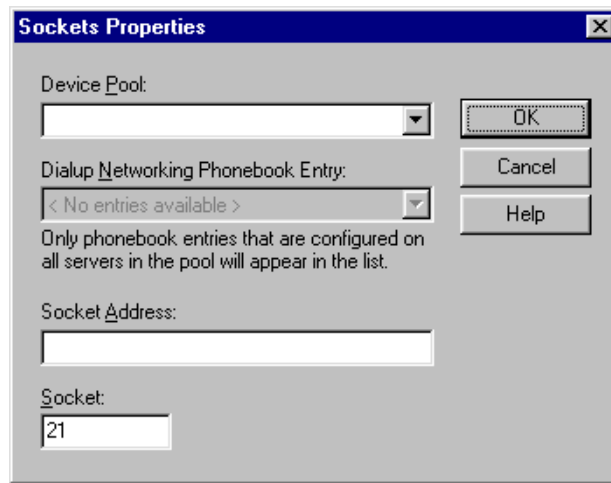 Sockets Properties
Device Pool:
OK
Dialup Networking Phonebook Entry:
Cancel
< No entries available >
Help
Only phonebook entries that are configured on
all servers in the pool will appear in the list.
Socket Address:
Socket:
21